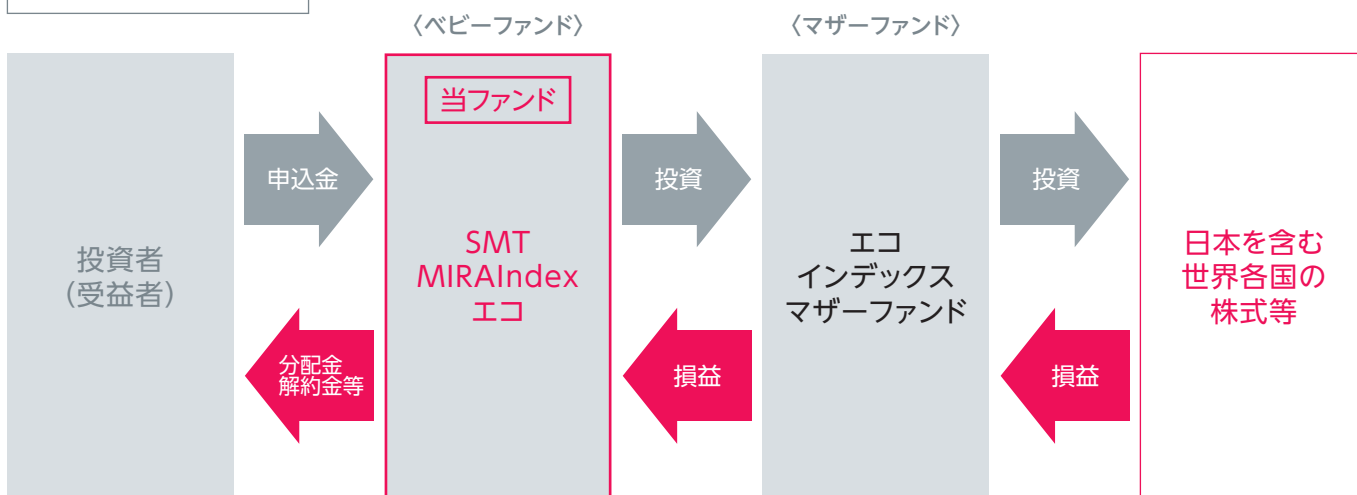 〈ベビーファンド〉
〈マザーファンド〉
投資者
(受益者)
申込金
分配金
解約金等
当ファンド
SMT
MIRAIndex
エコ
投資
損益
エコ
インデックス
マザーファンド
投資
損益
日本を含む
世界各国の
株式等